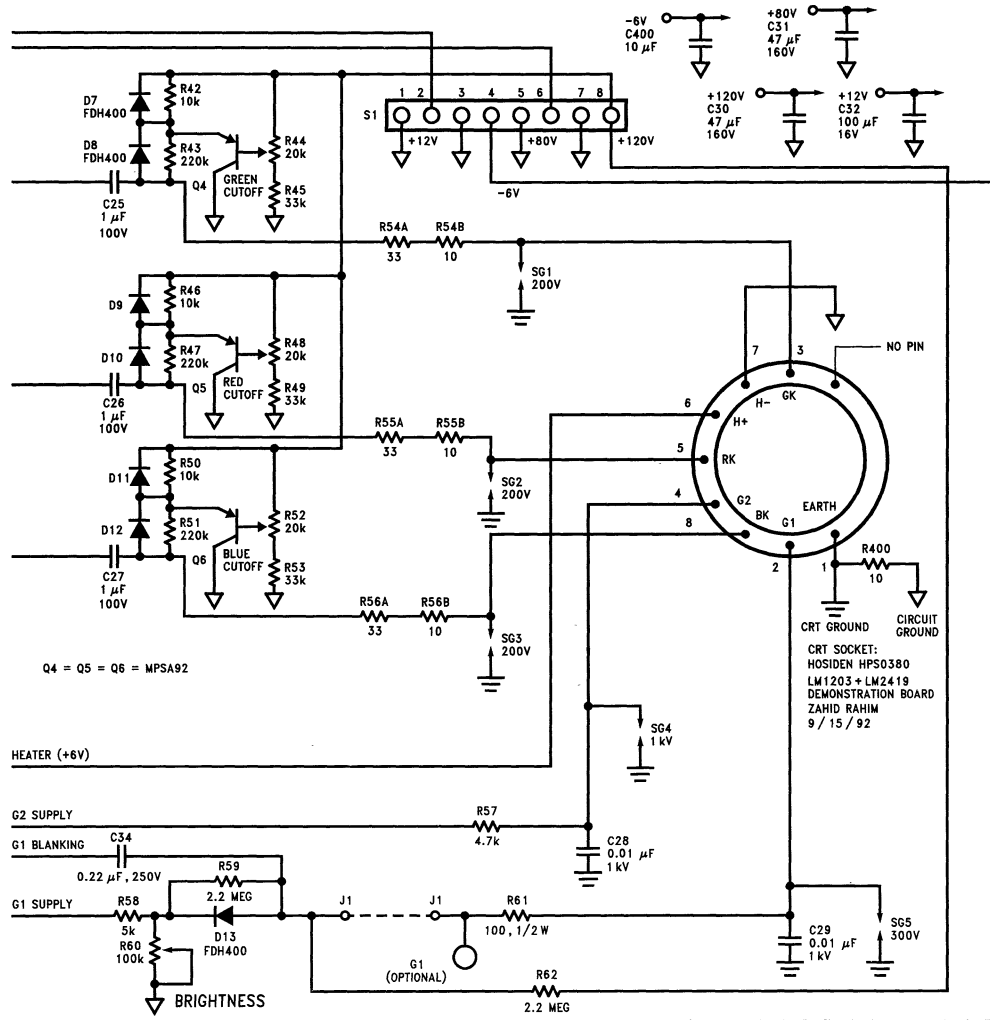 -6V
C400
10 µF
+80V
C31
47 µF
160V
+120V
C30
47 µF
160V
+12V
C32
100 µF
16V
S1
1 2 3 4 5 6 7 8
+12V
+80V
+120V
-6V
D7
FDH400
D8
FDH400
R42
10k
R43
220k
Q4
GREEN
CUTOFF
R44
20k
R45
33k
C25
1 µF
100V
R54A
33
R54B
10
SG1
200V
D9
D10
R46
10k
R47
220k
Q5
RED
CUTOFF
R48
20k
R49
33k
C26
1 µF
100V
R55A
33
R55B
10
SG2
200V
D11
D12
R50
10k
R51
220k
Q6
BLUE
CUTOFF
R52
20k
R53
33k
C27
1 µF
100V
R56A
33
R56B
10
SG3
200V
7
3
NO PIN
6
H-
GK
H+
5
RK
4
G2
BK
8
G1
EARTH
2
1
R400
10
CRT GROUND
CIRCUIT
GROUND
CRT SOCKET:
HOSIDEN HPS0380
LM1203 + LM2419
DEMONSTRATION BOARD
ZAHID RAHIM
9 / 15 / 92
Q4 = Q5 = Q6 = MPSA92
SG4
1 kV
HEATER (+6V)
G2 SUPPLY
R57
4.7k
C28
0.01 µF
1 kV
G1 BLANKING
C34
0.22 µF, 250V
R59
2.2 MEG
G1 SUPPLY
R58
5k
D13
FDH400
R60
100k
BRIGHTNESS
J1
J1
G1
(OPTIONAL)
R61
100, 1/2 W
R62
2.2 MEG
C29
0.01 µF
1 kV
SG5
300V